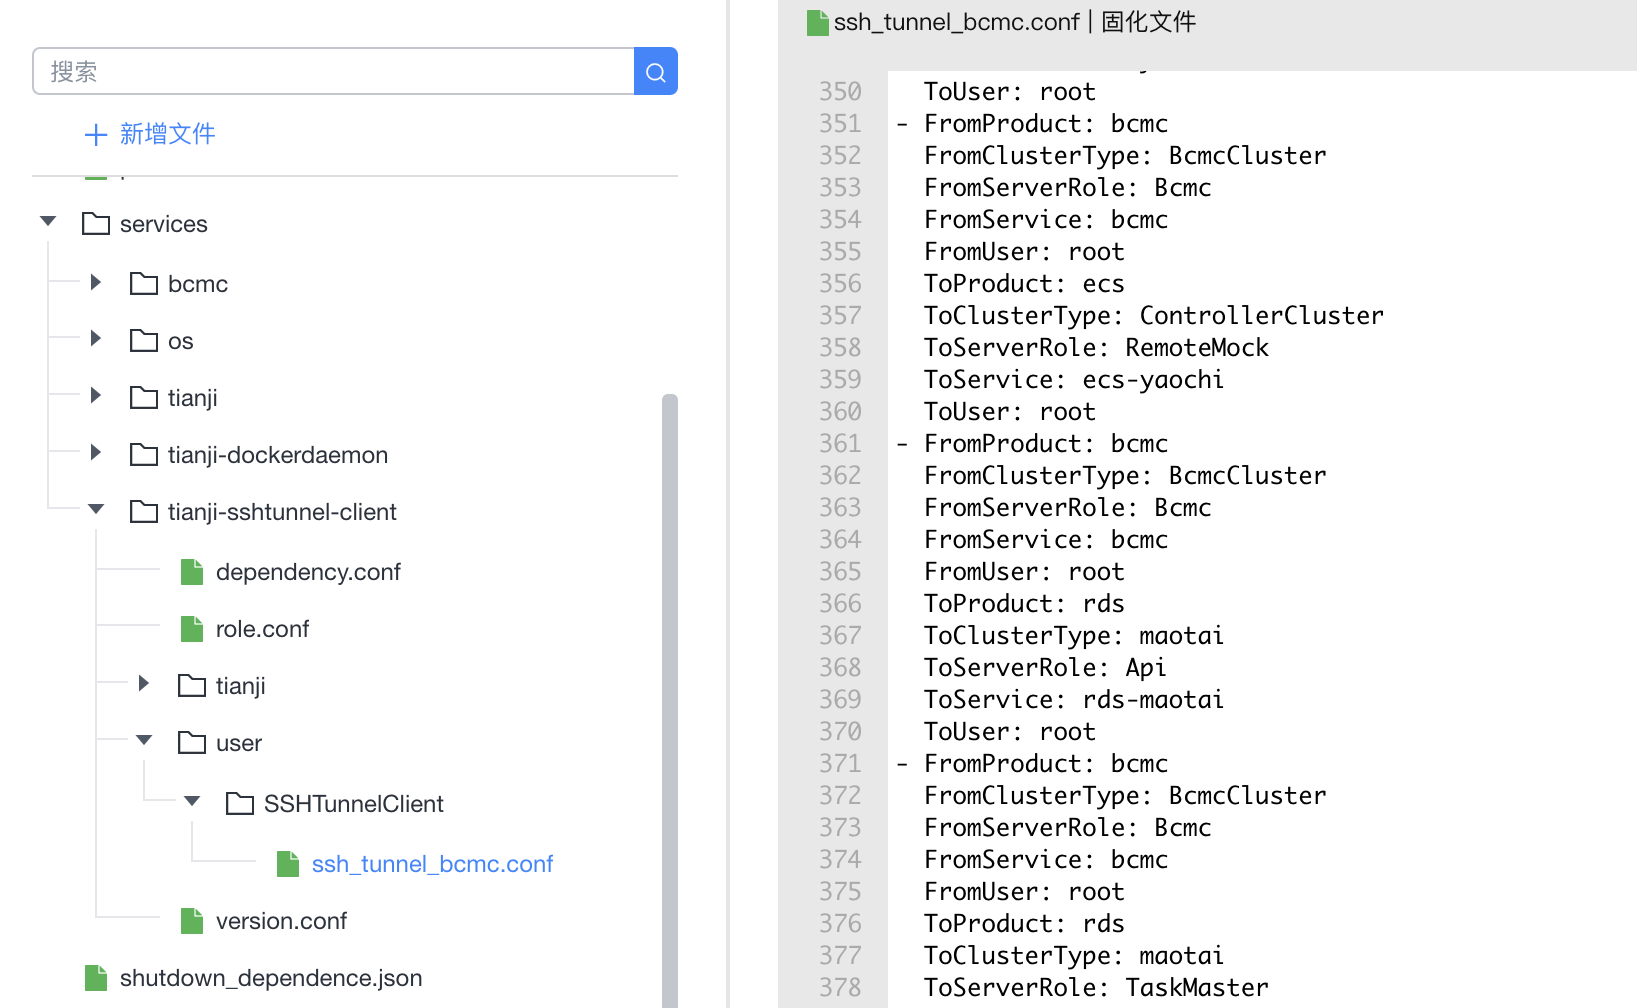 搜索
新增文件
services
bcmc
os
tianji
tianji-dockerdaemon
tianji-sshtunnel-client
dependency.conf
role.conf
tianji
user
SSHTunnelClient
ssh_tunnel_bcmc.conf
version.conf
shutdown_dependence.json
ssh_tunnel_bcmc.conf | 固化文件
350 ToUser: root
351 - FromProduct: bcmc
352 FromClusterType: BcmcCluster
353 FromServerRole: Bcmc
354 FromService: bcmc
355 FromUser: root
356 ToProduct: ecs
357 ToClusterType: ControllerCluster
358 ToServerRole: RemoteMock
359 ToService: ecs-yaochi
360 ToUser: root
361 - FromProduct: bcmc
362 FromClusterType: BcmcCluster
363 FromServerRole: Bcmc
364 FromService: bcmc
365 FromUser: root
366 ToProduct: rds
367 ToClusterType: maotai
368 ToServerRole: Api
369 ToService: rds-maotai
370 ToUser: root
371 - FromProduct: bcmc
372 FromClusterType: BcmcCluster
373 FromServerRole: Bcmc
374 FromService: bcmc
375 FromUser: root
376 ToProduct: rds
377 ToClusterType: maotai
378 ToServerRole: TaskMaster